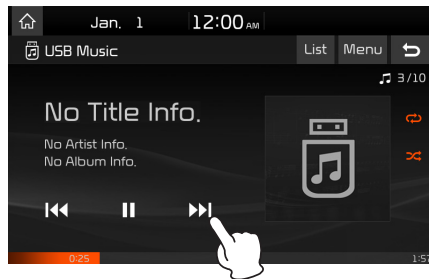 Jan. 1 12:00 AM
USB Music List Menu
3/10
No Title Info.
No Artist Info.
No Album Info.
0:25 1:57